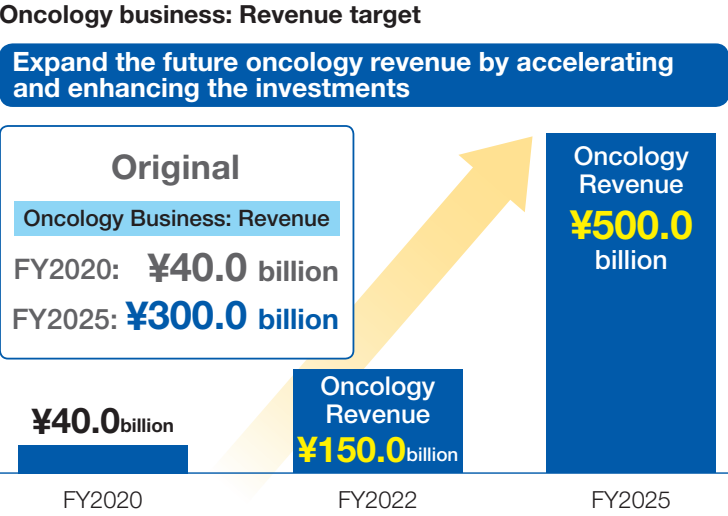 Oncology business: Revenue target
Expand the future oncology revenue by accelerating
and enhancing the investments
Original
Oncology Business: Revenue
FY2020: ¥40.0 billion
FY2025: ¥300.0 billion
¥40.0billion
Oncology
Revenue
¥150.0billion
Oncology
Revenue
¥500.0
billion
FY2020
FY2022
FY2025